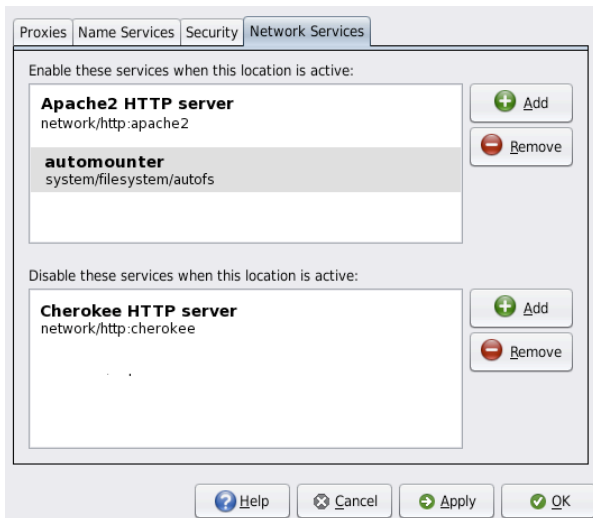 Proxies Name Services Security Network Services
Enable these services when this location is active:
Apache2 HTTP server
network/http:apache2
automounter
system/filesystem/autofs
Add
Remove
Disable these services when this location is active:
Cherokee HTTP server
network/http:cherokee
Add
Remove
Help Cancel Apply OK